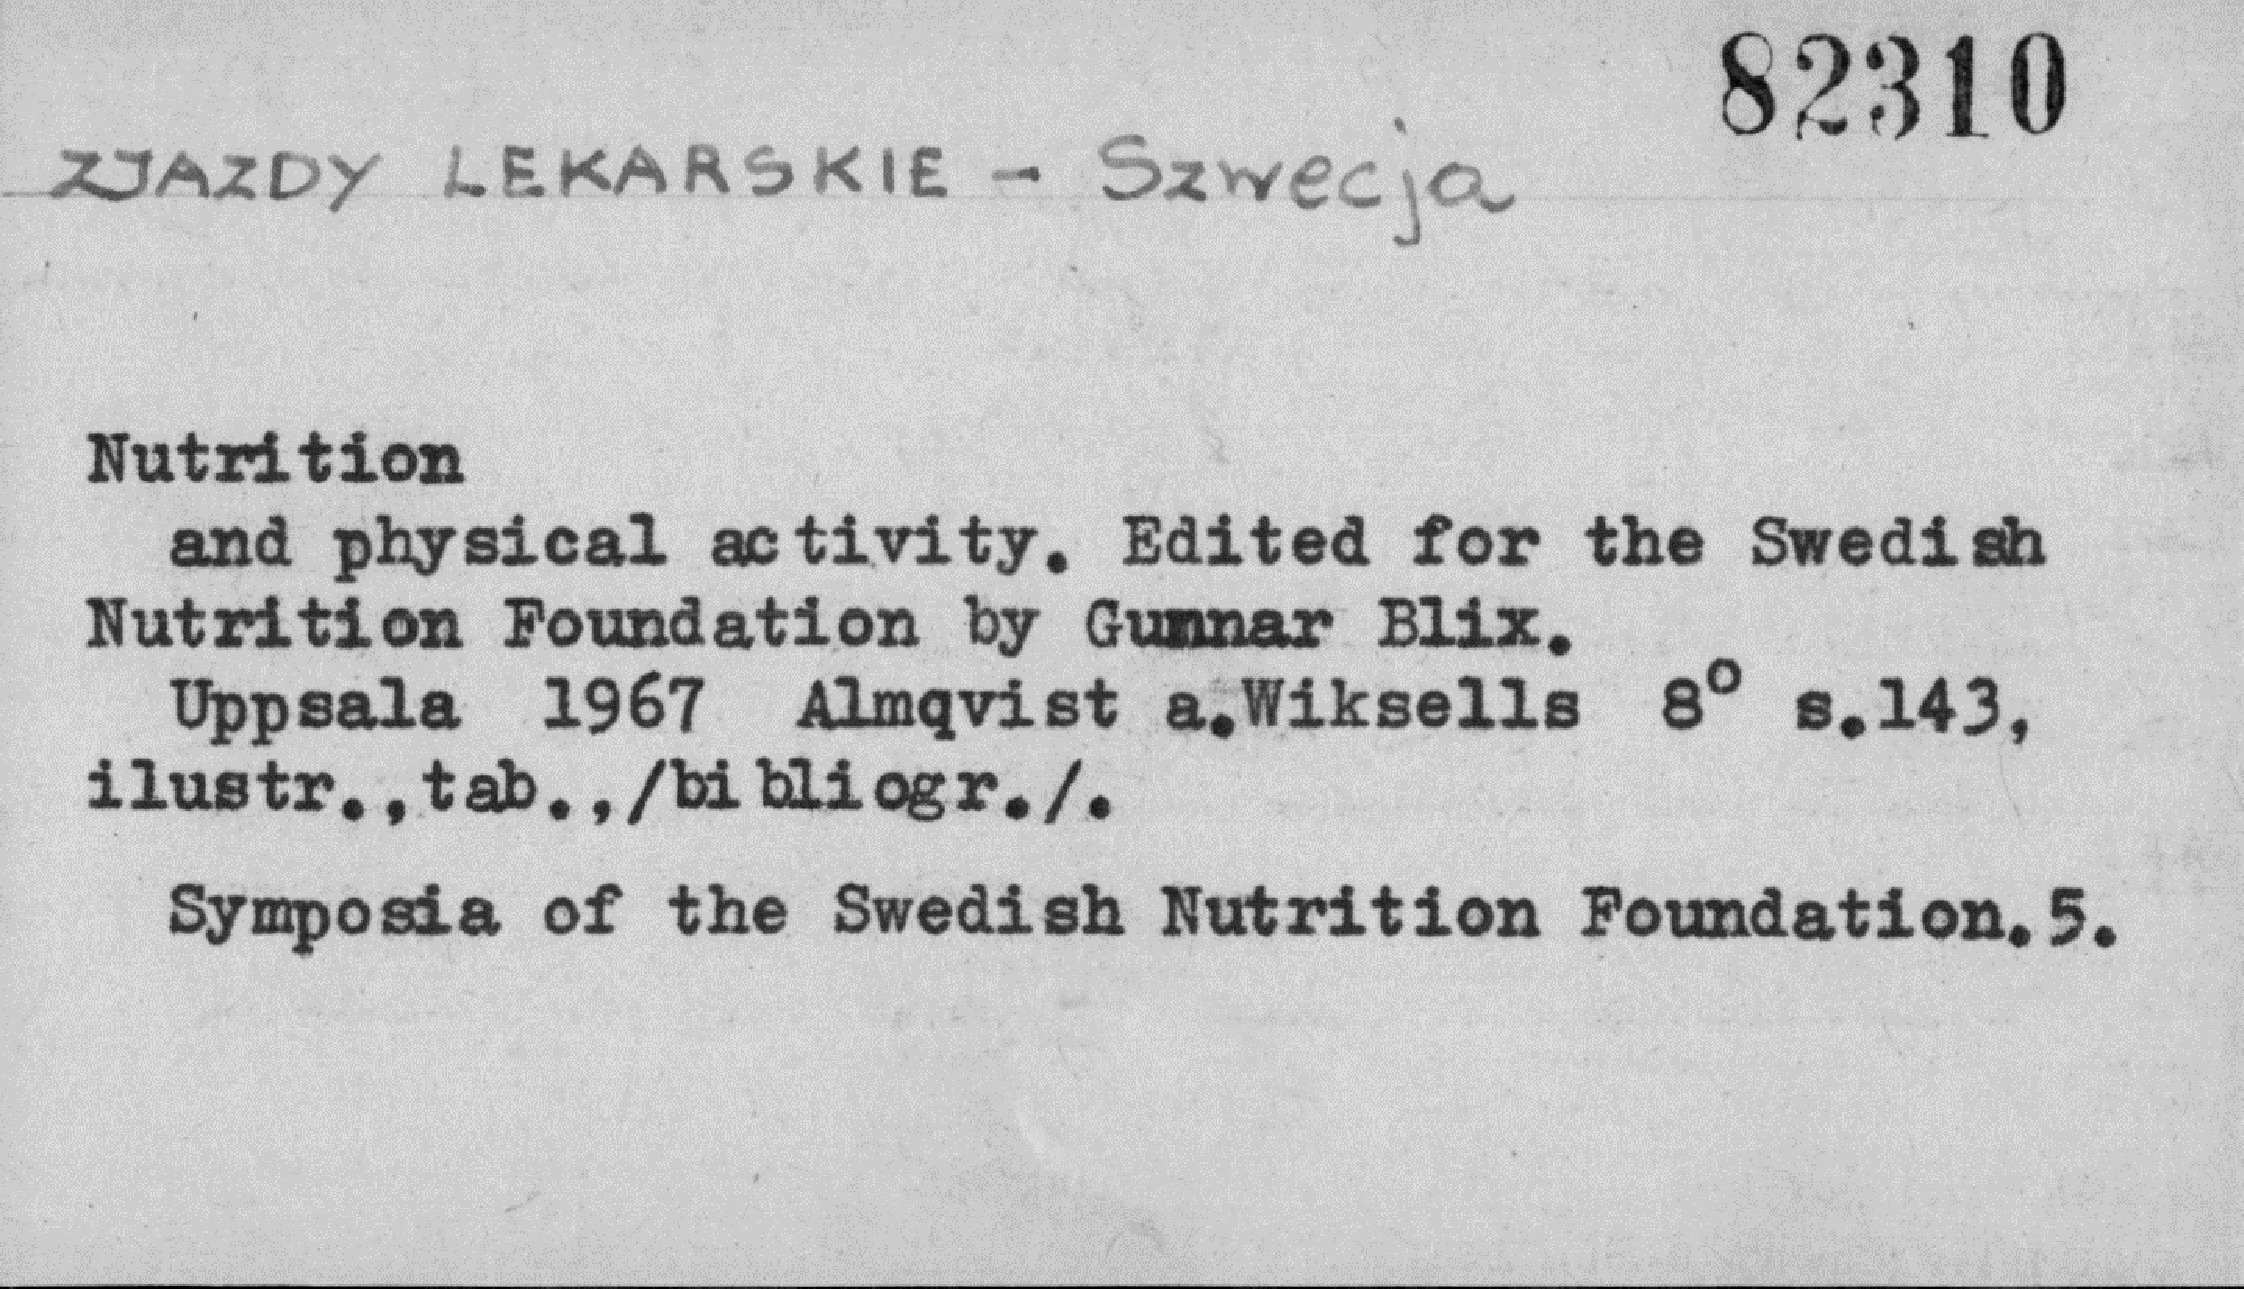 82310
ZJAZDY LEKARSKIE - Szwecja
Nutrition
and physical activity. Edited for the Swedish
Nutrition Foundation by Gunnar Blix.
Uppsala 1967 Almqvist a.Wiksells 8° s.143,
ilustr.,tab.,/bibliogr./.
Symposia of the Swedish Nutrition Foundation.5.